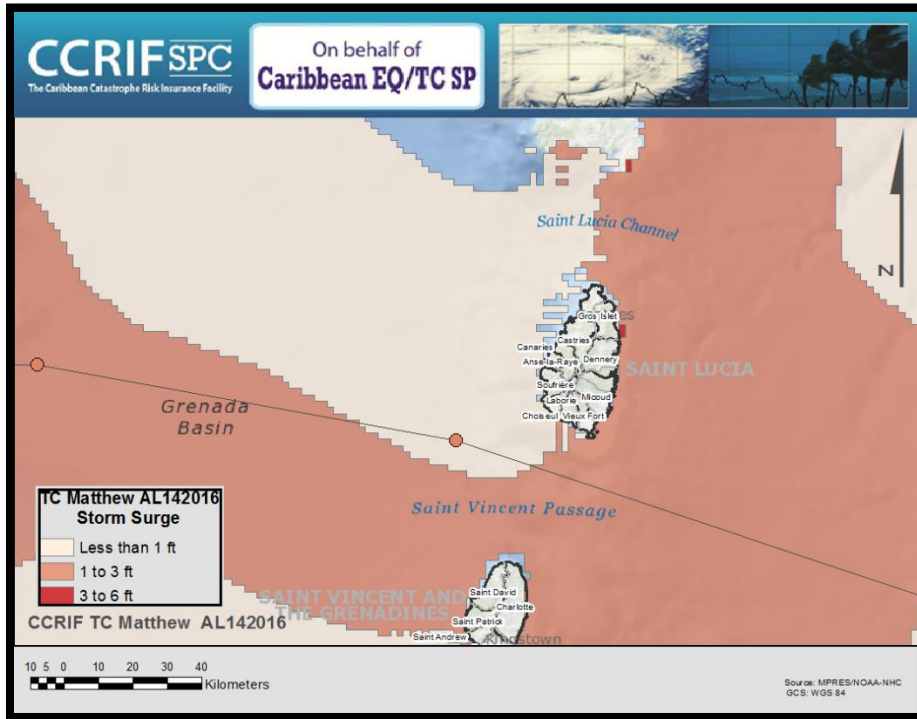 CCRIF SPC
The Caribbean Catastrophe Risk Insurance Facility
On behalf of
Caribbean EQ/TC SP
Saint Lucia Channel
N
Gros Islet
Castries
Canaries
Anse-la-Raye
Dennery
SAINT LUCIA
Soufrière
Micoud
Laborie
Choiseul
Vieux Fort
Grenada
Basin
Saint Vincent Passage
TC Matthew AL142016
Storm Surge
Less than 1 ft
1 to 3 ft
3 to 6 ft
CCRIF TC Matthew AL142016
SAINT VINCENT AND
THE GRENADINES
Saint David
Charlotte
Saint Patrick
Saint Andrew
Kingstown
10 5 0 10 20 30 40
Kilometers
Source: MPRES/NOAA-NHC
GCS: WGS 84